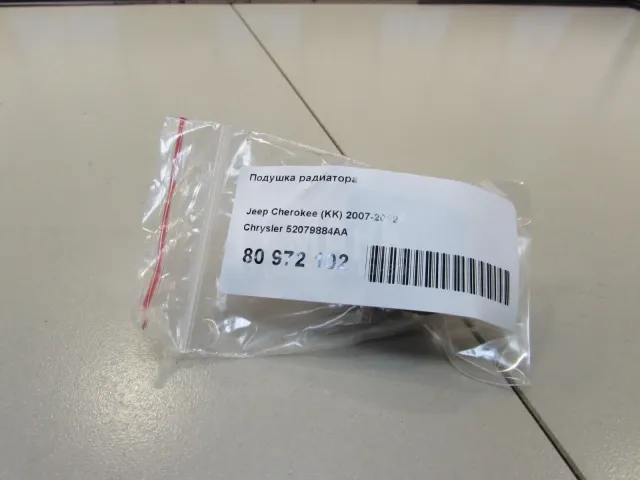 Подушка радиатора
Jeep Cherokee (KK) 2007-2012
Chrysler 52079884AA
80 972 102